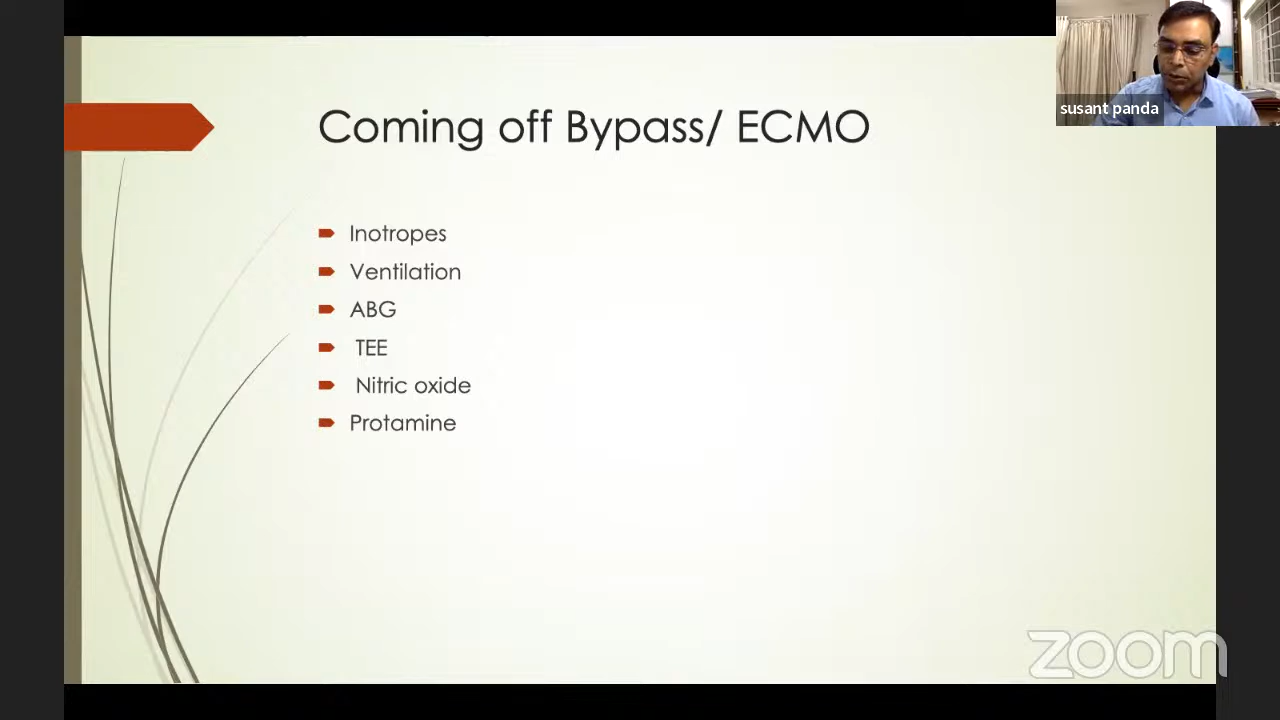 Coming off Bypass/ ECMO
susant panda
Inotropes
Ventilation
ABG
TEE
Nitric oxide
Protamine
zoom